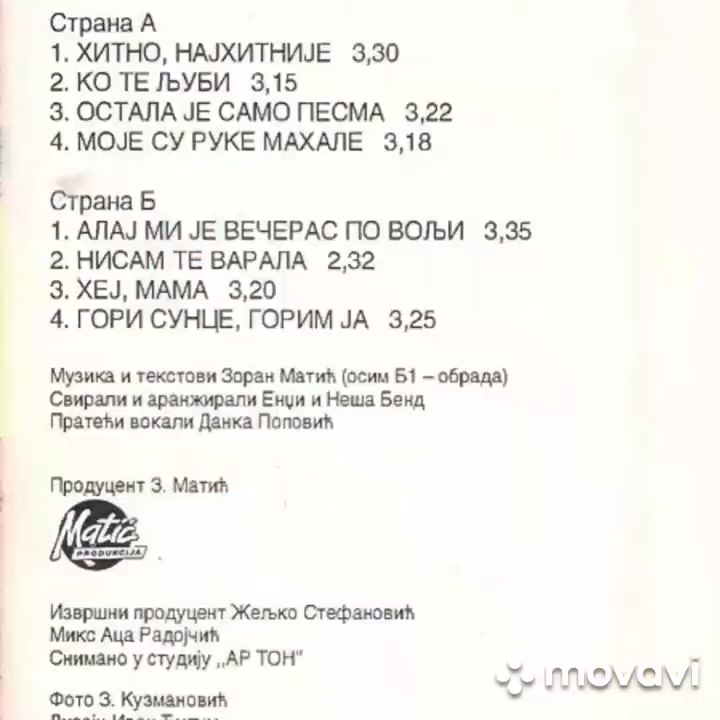 Страна А
1. ХИТНО, НАЈХИТНИЈЕ 3,30
2. КО ТЕ ЉУБИ 3,15
3. ОСТАЛА ЈЕ САМО ПЕСМА 3,22
4. МОЈЕ СУ РУКЕ МАХАЛЕ 3,18
Страна Б
1. АЛАЈ МИ ЈЕ ВЕЧЕРАС ПО ВОЉИ 3,35
2. НИСАМ ТЕ ВАРАЛА 2,32
3. ХЕЈ, МАМА 3,20
4. ГОРИ СУНЦЕ, ГОРИМ ЈА 3,25
Музика и текстови Зоран Матић (осим Б1 – обрада)
Свирали и аранжирали Енџи и Неша Бенд
Пратећи вокали Данка Поповић
Продуцент З. Матић
Matić
PRODUKCIJA
Извршни продуцент Жељко Стефановић
Микс Аца Радојчић
Снимано у студију „АР ТОН"
movavi
Фото З. Кузмановић